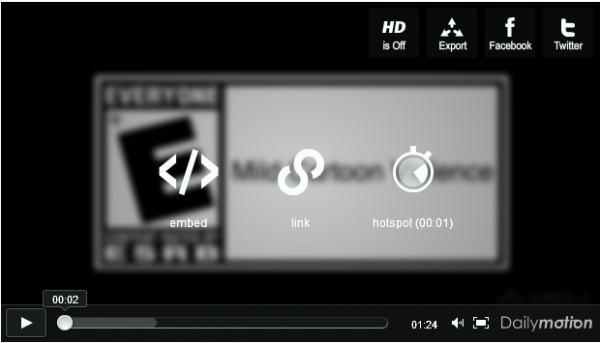 HD
is Off
Export
Facebook
Twitter
EVERYONE
Mild Cartoon Violence
embed
link
hotspot (00:01)
ESRB
00:02
01:24
Dailymotion